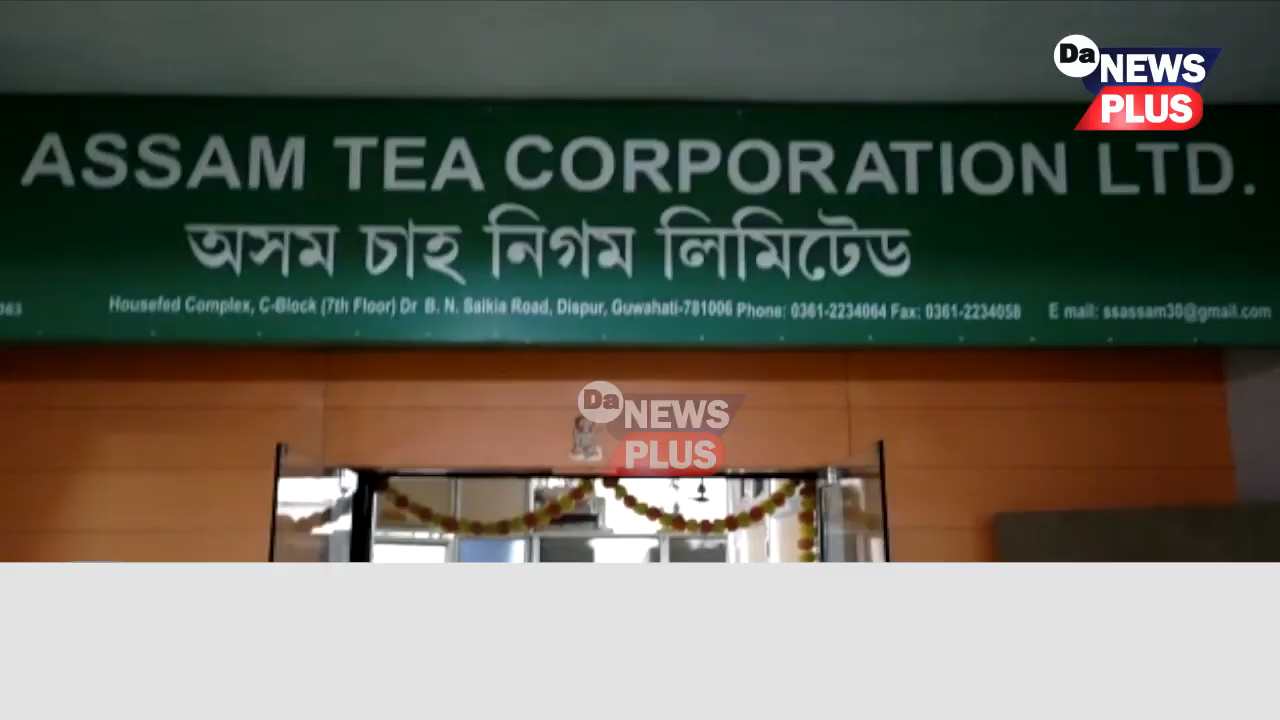 Da
NEWS
PLUS
ASSAM TEA CORPORATION LTD.
অসম চাহ নিগম লিমিটেড
Housefed Complex, C-Block (7th Floor) Dr B. N. Saikia Road, Dispur, Guwahati-781006 Phone: 0361-2234064 Fax: 0361-2234058 E mail: ssassam30@gmail.com
Da
NEWS
PLUS